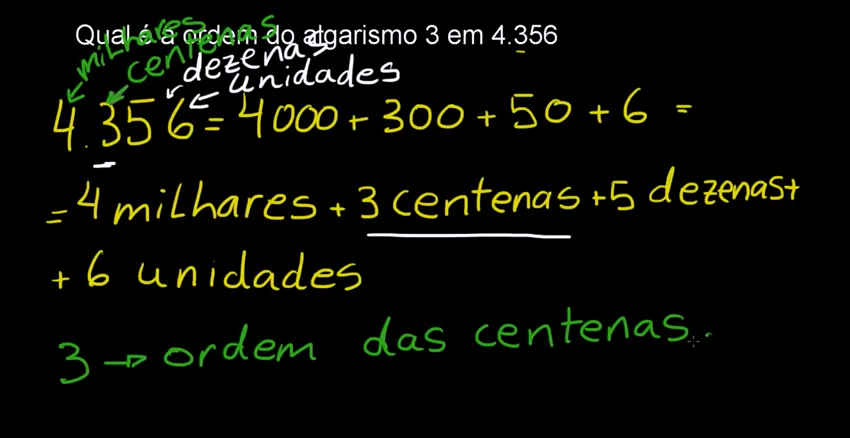 Qual é a ordem do algarismo 3 em 4.356
milhares
centenas
dezenas
unidades
4.356 = 4000 + 300 + 50 + 6 =
= 4 milhares + 3 centenas + 5 dezenas +
+ 6 unidades
3 → ordem das centenas.